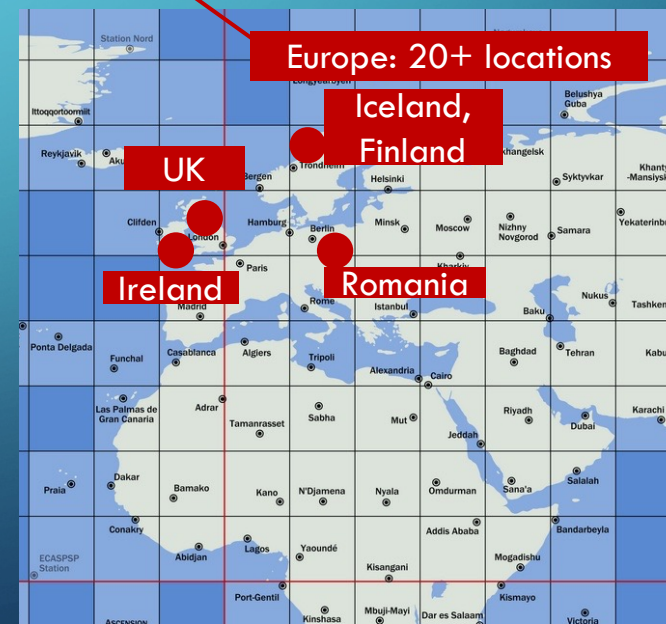 Station Nord
Europe: 20+ locations
Ittoqqortoormiit
Iceland,
Finland
Belushya
Guba
Reykjavik
Aku
UK
Bergen
Trondheim
Helsinki
khangelsk
Syktyvkar
Khanty
-Mansiysk
Clifden
London
Hamburg
Berlin
Minsk
Moscow
Nizhny
Novgorod
Samara
Yekaterinb
Paris
Kharkiv
Ireland
Romania
Madrid
Rome
Istanbul
Baku
Nukus
Tashken
Ponta Delgada
Funchal
Casablanca
Algiers
Tripoli
Alexandria
Cairo
Baghdad
Tehran
Kabu
Las Palmas de
Gran Canaria
Adrar
Tamanrasset
Sabha
Mut
Jeddah
Riyadh
Dubai
Karachi
Praia
Dakar
Bamako
Kano
N'Djamena
Nyala
Omdurman
Sana'a
Salalah
Conakry
Abidjan
Lagos
Yaoundé
Addis Ababa
Bandarbeyla
ECASPSP
Station
Kisangani
Mogadishu
Port-Gentil
Kinshasa
Mbuji-Mayi
Dar es Salaam
Kismayo
Victoria
Ascension